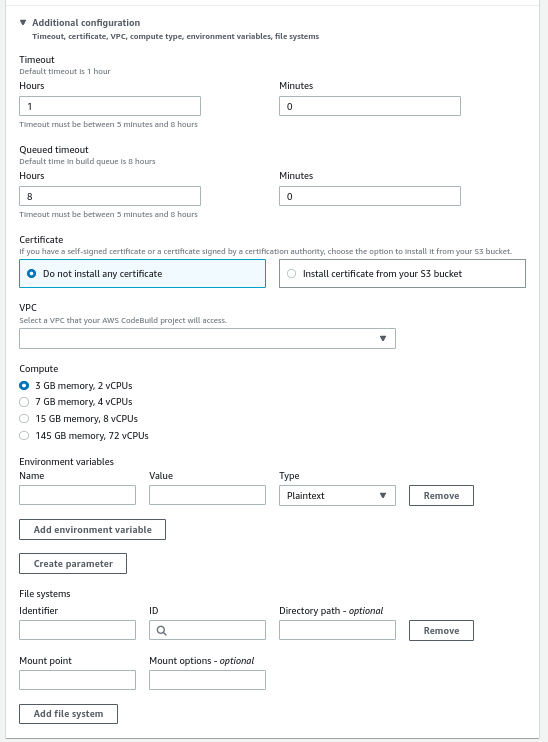 Additional configuration
Timeout, certificate, VPC, compute type, environment variables, file systems
Timeout
Default timeout is 1 hour
Hours Minutes
1 0
Timeout must be between 5 minutes and 8 hours
Queued timeout
Default time in build queue is 8 hours
Hours Minutes
8 0
Timeout must be between 5 minutes and 8 hours
Certificate
If you have a self-signed certificate or a certificate signed by a certification authority, choose the option to install it from your S3 bucket.
Do not install any certificate Install certificate from your S3 bucket
VPC
Select a VPC that your AWS CodeBuild project will access.
Compute
3 GB memory, 2 vCPUs
7 GB memory, 4 vCPUs
15 GB memory, 8 vCPUs
145 GB memory, 72 vCPUs
Environment variables
Name Value Type
Plaintext Remove
Add environment variable
Create parameter
File systems
Identifier ID Directory path - optional
Remove
Mount point Mount options - optional
Add file system